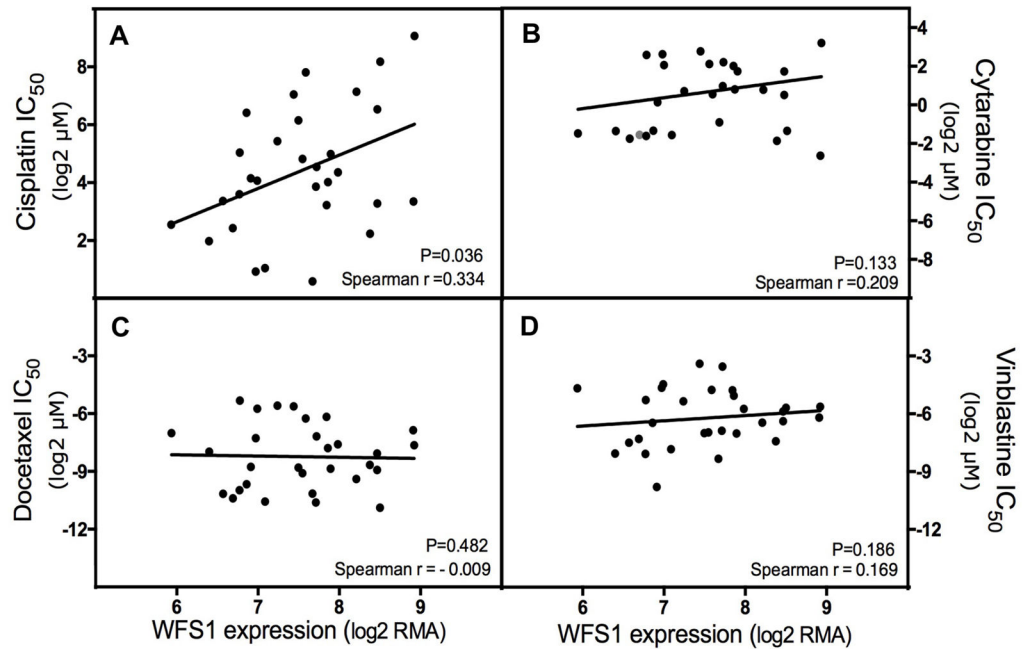 A
Cisplatin IC50
(log2 µM)
8
6
4
2
P=0.036
Spearman r =0.334
B
4
2
0
-2
-4
-6
-8
Cytarabine IC50
(log2 µM)
P=0.133
Spearman r =0.209
C
Docetaxel IC50
(log2 µM)
-3
-6
-9
-12
P=0.482
Spearman r = - 0.009
6 7 8 9
WFS1 expression (log2 RMA)
D
-3
-6
-9
-12
Vinblastine IC50
(log2 µM)
P=0.186
Spearman r = 0.169
6 7 8 9
WFS1 expression (log2 RMA)